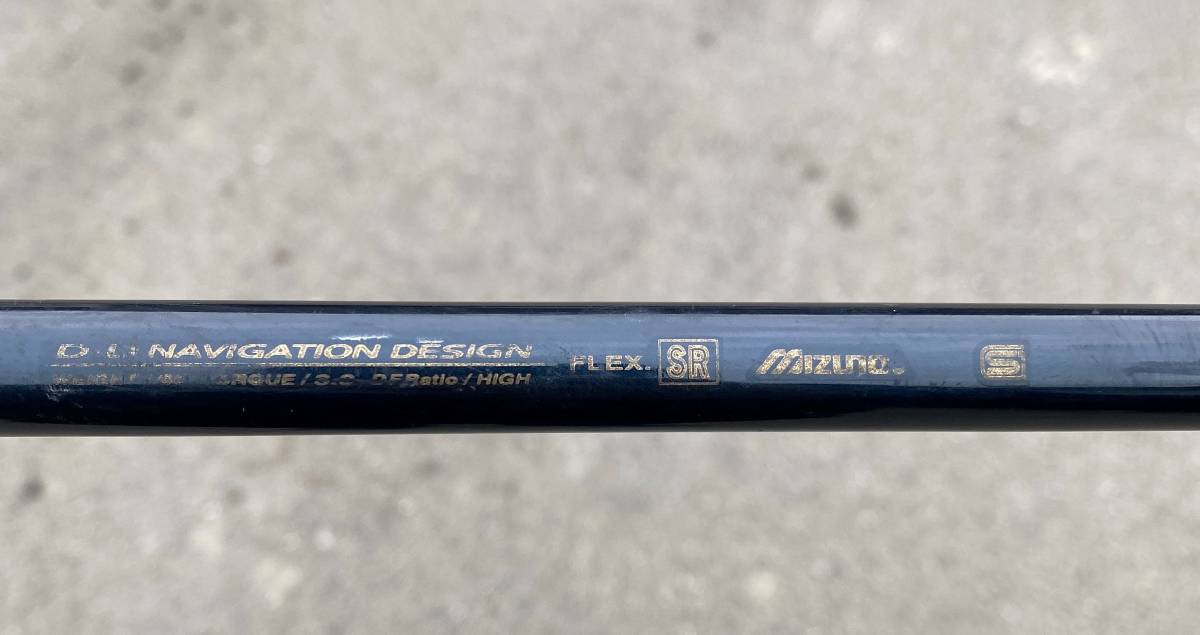 NAVIGATION DESIGN
DFRatio / HIGH
FLEX. SR
Mizuno.
S